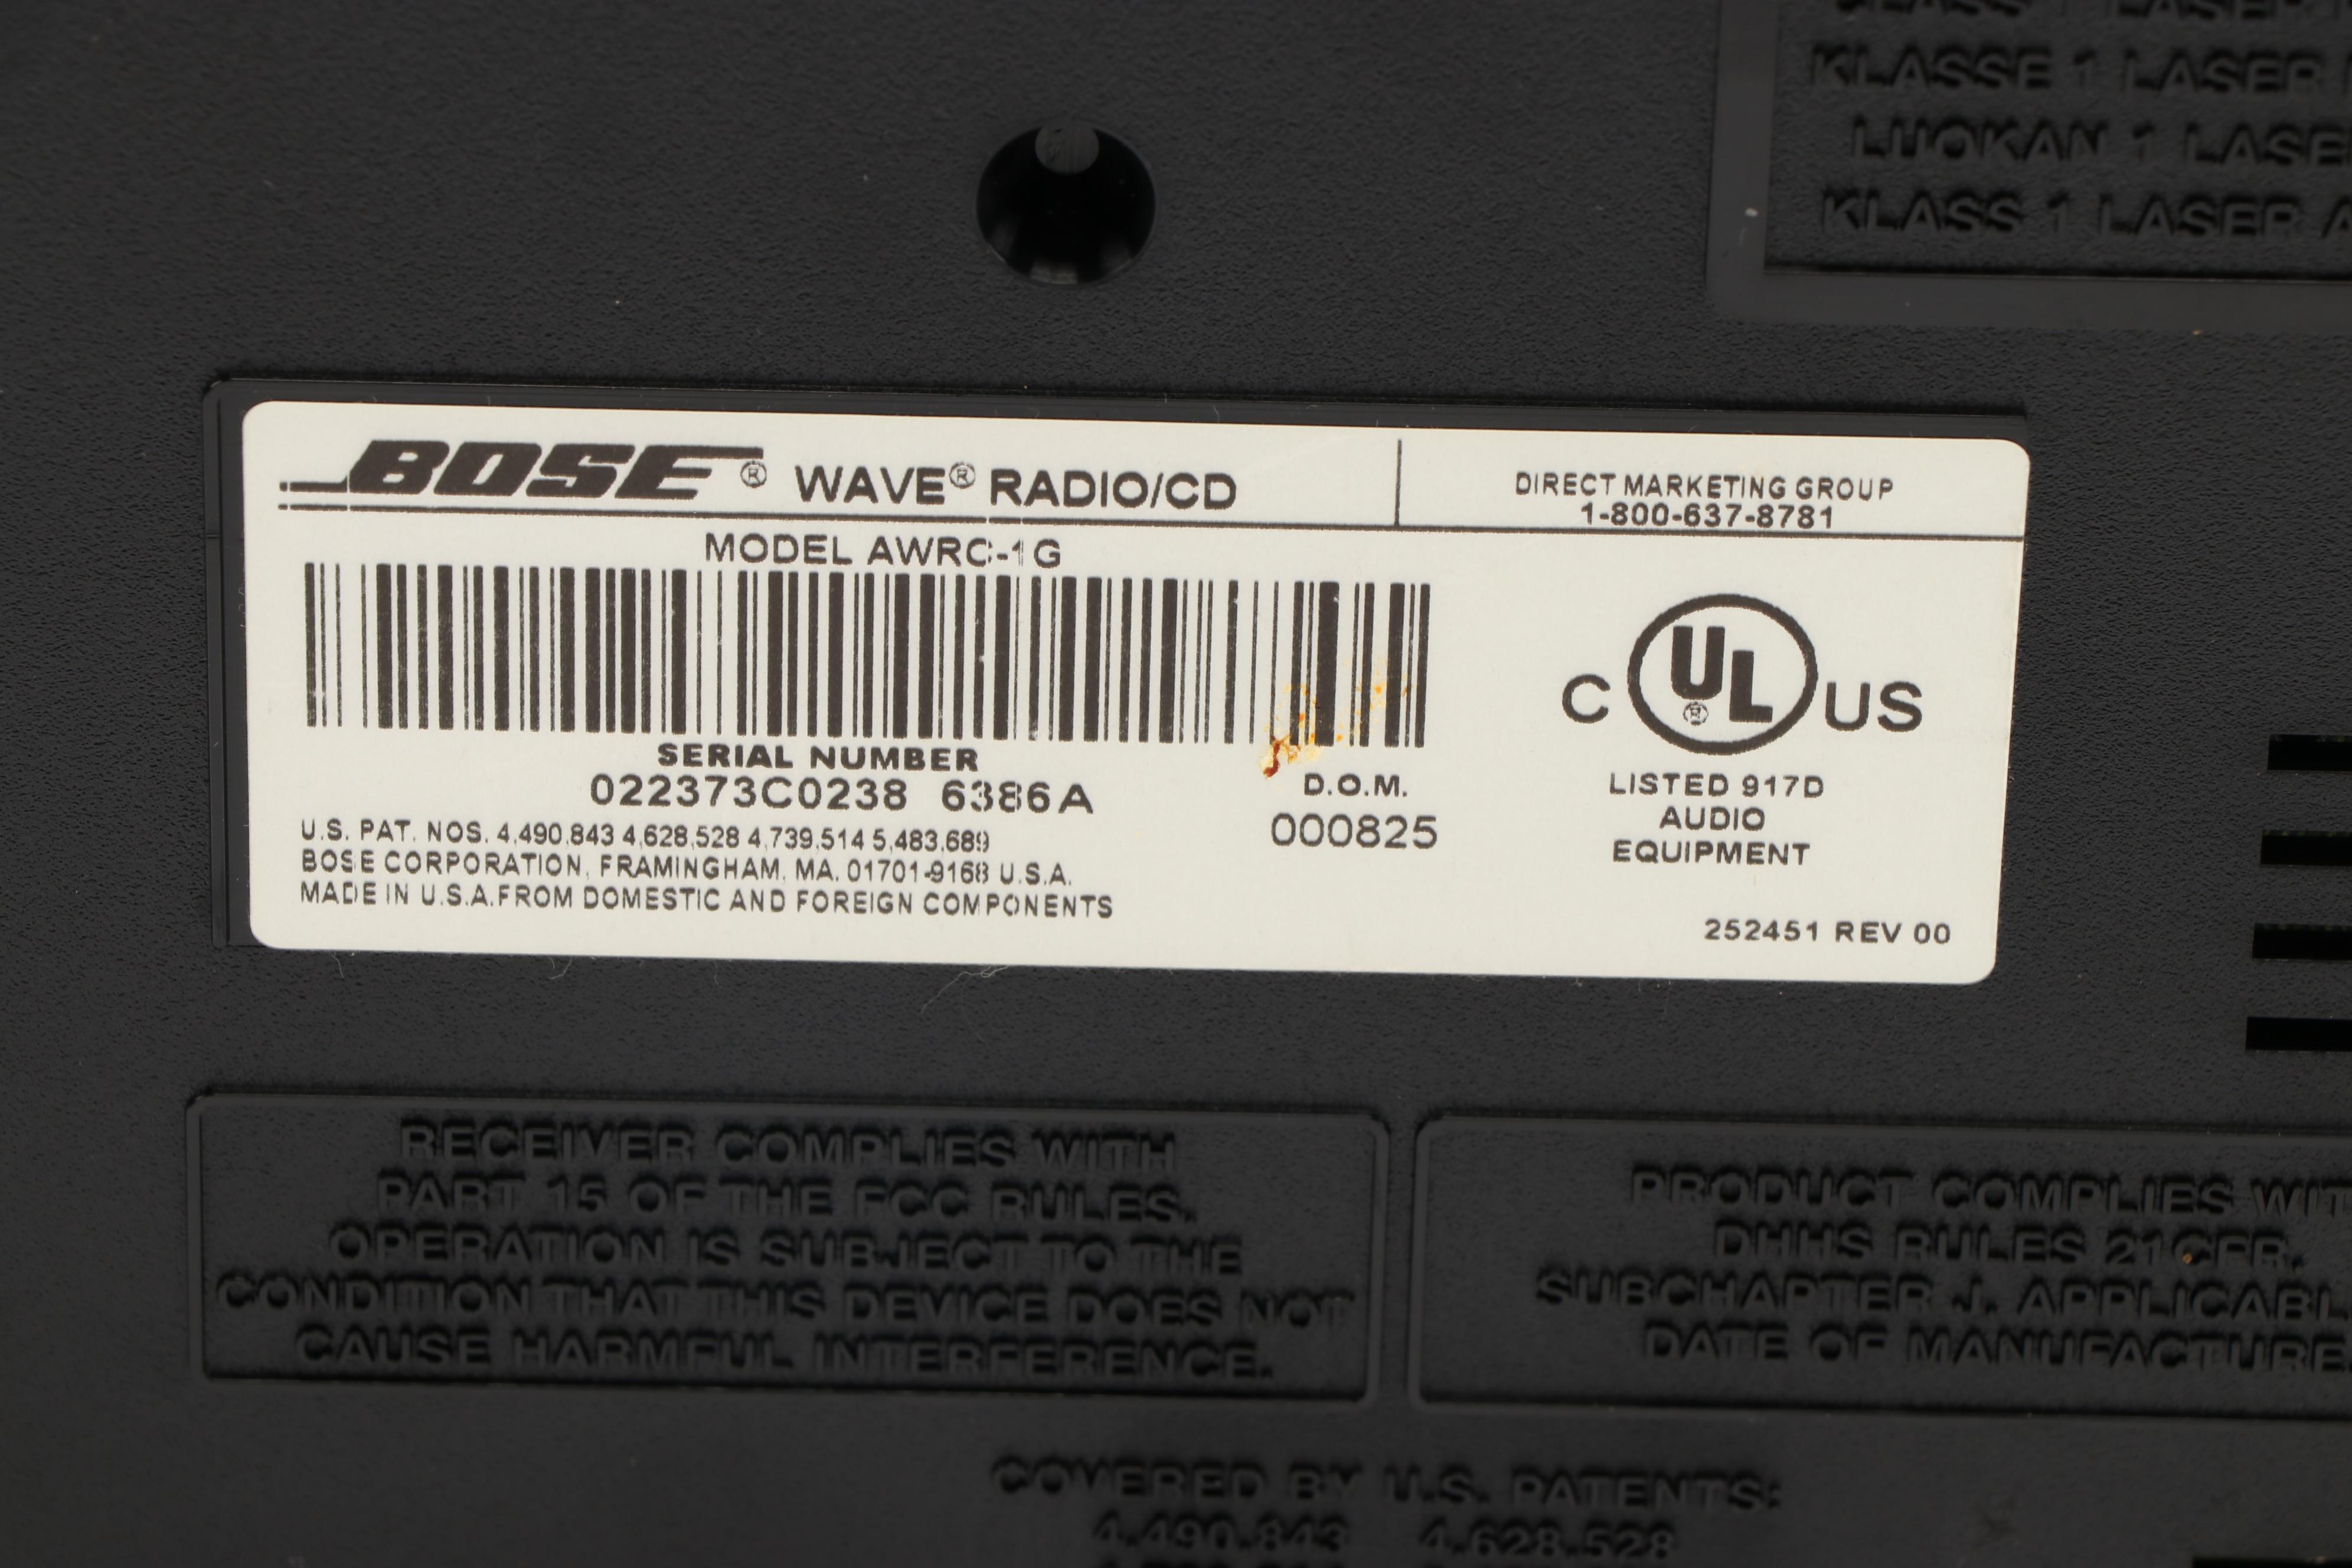 CLASS 1 LASER
KLASSE 1 LASER
LUOKAN 1 LASER
KLASS 1 LASER A
BOSE® WAVE® RADIO/CD
DIRECT MARKETING GROUP
1-800-637-8781
MODEL AWRC-1G
SERIAL NUMBER
022373C0238 6386A
D.O.M.
000825
U.S. PAT. NOS. 4,490,843 4,628,528 4,739,514 5,483,689
BOSE CORPORATION, FRAMINGHAM, MA. 01701-9168 U.S.A.
MADE IN U.S.A. FROM DOMESTIC AND FOREIGN COMPONENTS
C UL® US
LISTED 917D
AUDIO
EQUIPMENT
252451 REV 00
RECEIVER COMPLIES WITH
PART 15 OF THE FCC RULES.
OPERATION IS SUBJECT TO THE
CONDITION THAT THIS DEVICE DOES NOT
CAUSE HARMFUL INTERFERENCE.
PRODUCT COMPLIES WIT
DHHS RULES 21 CFR,
SUBCHAPTER J, APPLICABL
DATE OF MANUFACTURE
COVERED BY U.S. PATENTS:
4,490,843 4,628,528